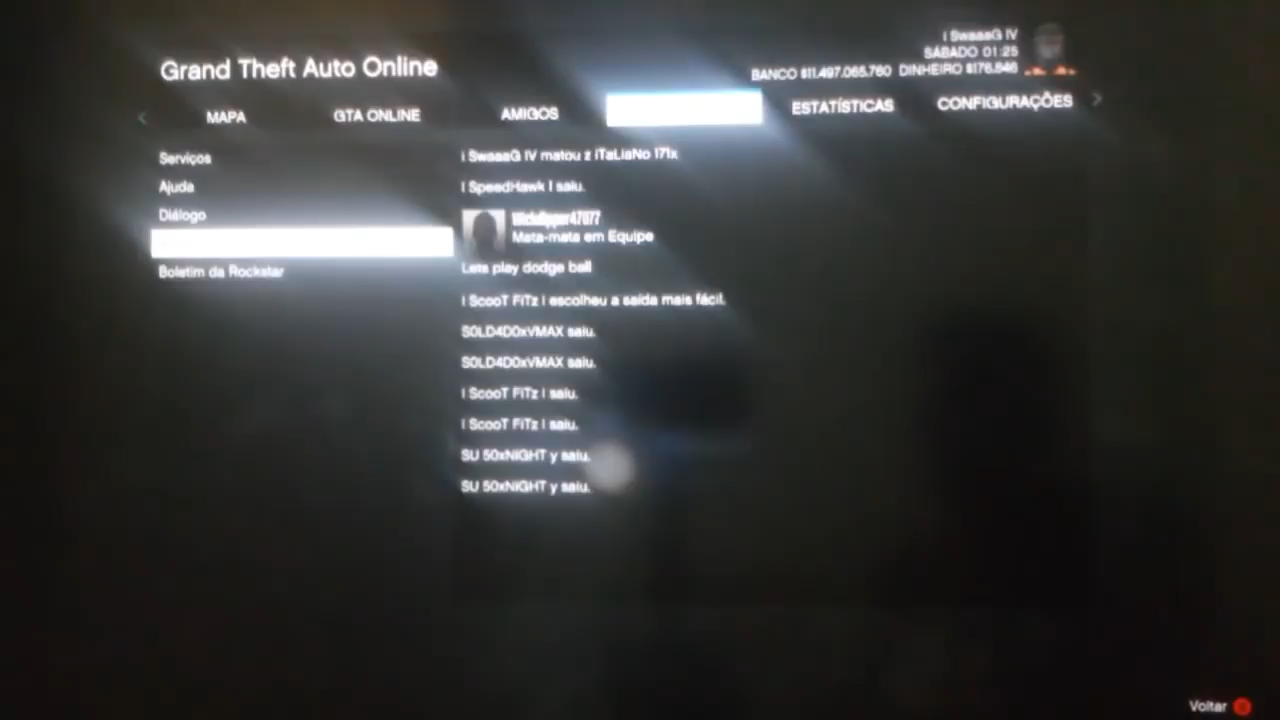 i SwaaaG IV
SÁBADO 01:25
BANCO $11.497.065.760 DINHEIRO $176.546
Grand Theft Auto Online
MAPA
GTA ONLINE
AMIGOS
ESTATÍSTICAS
CONFIGURAÇÕES
Serviços
Ajuda
Diálogo
Boletim da Rockstar
i SwaaaG IV matou z iTaLiaNo 171x
I SpeedHawk I saiu.
Mata-mata em Equipe
Lets play dodge ball
I ScooT FiTz I escolheu a saída mais fácil.
S0LD4D0xVMAX saiu.
S0LD4D0xVMAX saiu.
I ScooT FiTz I saiu.
I ScooT FiTz I saiu.
SU 50xNIGHT y saiu.
SU 50xNIGHT y saiu.
Voltar